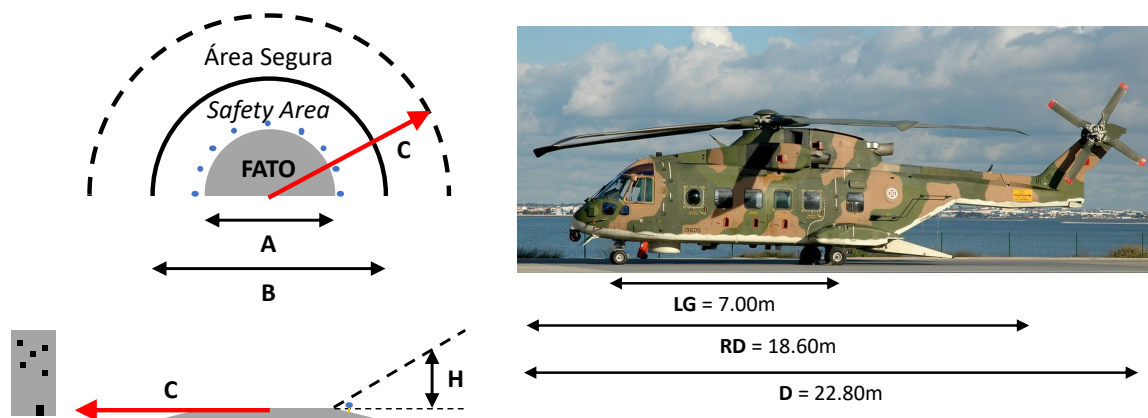 Área Segura
Safety Area
C
FATO
A
B
C
H
LG = 7.00m
RD = 18.60m
D = 22.80m